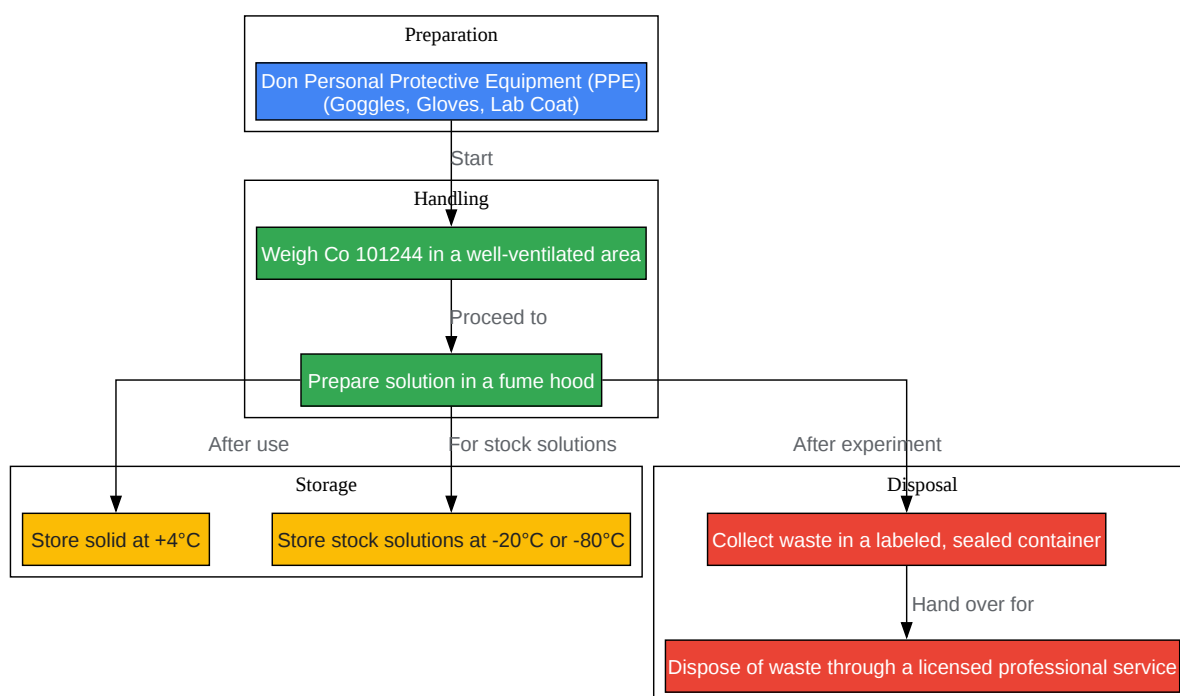 Preparation
Don Personal Protective Equipment (PPE)
(Goggles, Gloves, Lab Coat)
Start
Handling
Weigh Co 101244 in a well-ventilated area
Proceed to
Prepare solution in a fume hood
After use
For stock solutions
After experiment
Storage
Disposal
Store solid at +4°C
Store stock solutions at -20°C or -80°C
Collect waste in a labeled, sealed container
Hand over for
Dispose of waste through a licensed professional service